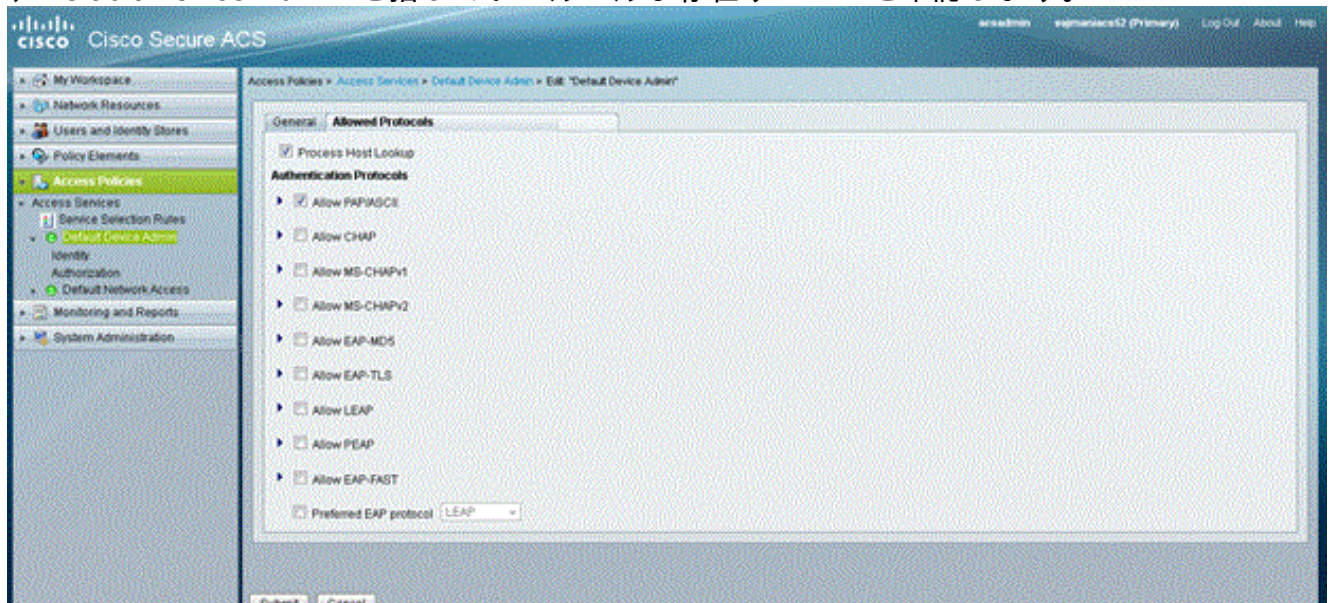 CISCO Cisco Secure ACS
acsadmin (Primary) Log Out About Help
My Workspace
Network Resources
Users and Identity Stores
Policy Elements
Access Policies
Access Services
Service Selection Rules
Default Device Admin
Identity
Authorization
Default Network Access
Monitoring and Reports
System Administration
Access Policies > Access Services > Default Device Admin > Edit: "Default Device Admin"
General Allowed Protocols
Process Host Lookup
Authentication Protocols
Allow PAP/ASCII
Allow CHAP
Allow MS-CHAPv1
Allow MS-CHAPv2
Allow EAP-MD5
Allow EAP-TLS
Allow LEAP
Allow PEAP
Allow EAP-FAST
Preferred EAP protocol LEAP
Submit Cancel